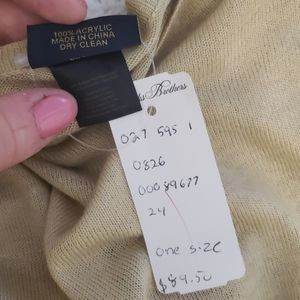 100% ACRYLIC
MADE IN CHINA
DRY CLEAN
Brothers
027 595 1
0826
00089677
24
one size
$89.50